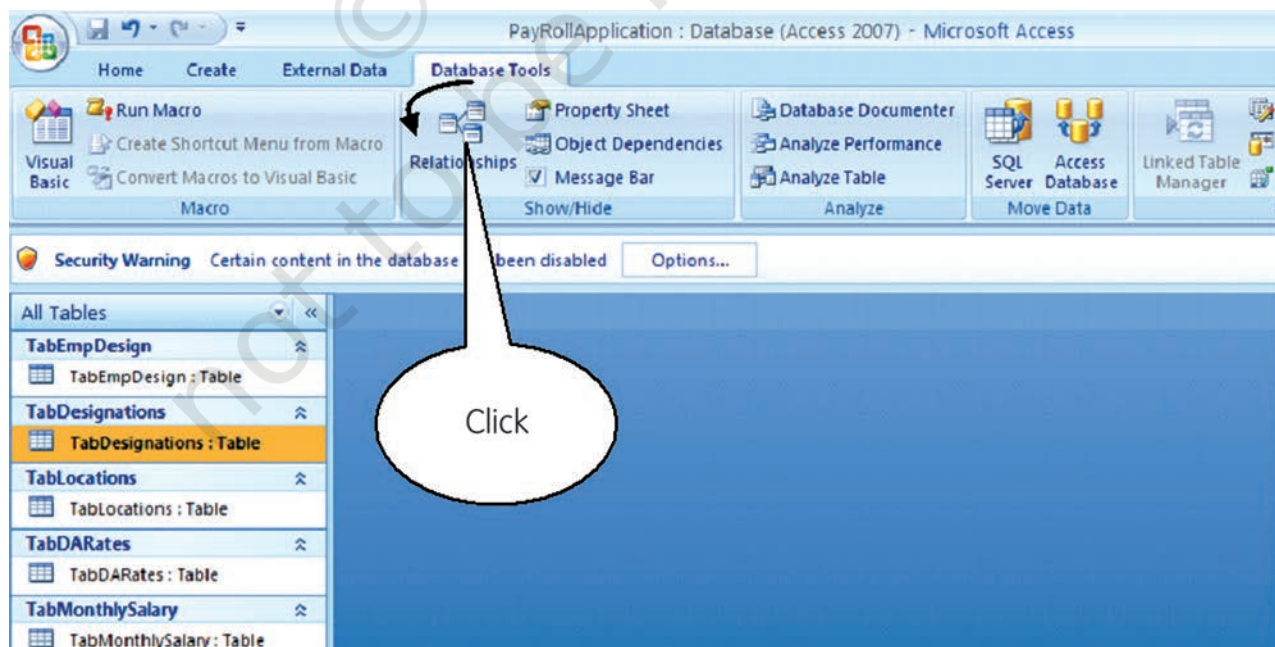 PayRollApplication : Database (Access 2007) - Microsoft Access
Home Create External Data Database Tools
Visual Basic
Run Macro
Create Shortcut Menu from Macro
Convert Macros to Visual Basic
Macro
Relationships
Property Sheet
Object Dependencies
Message Bar
Show/Hide
Database Documenter
Analyze Performance
Analyze Table
Analyze
SQL
Server
Access
Database
Move Data
Linked Table
Manager
Security Warning Certain content in the database been disabled Options...
All Tables
TabEmpDesign
TabEmpDesign : Table
TabDesignations
TabDesignations : Table
TabLocations
TabLocations : Table
TabDARates
TabDARates : Table
TabMonthlySalary
TabMonthlySalary : Table
Click
©
not to be